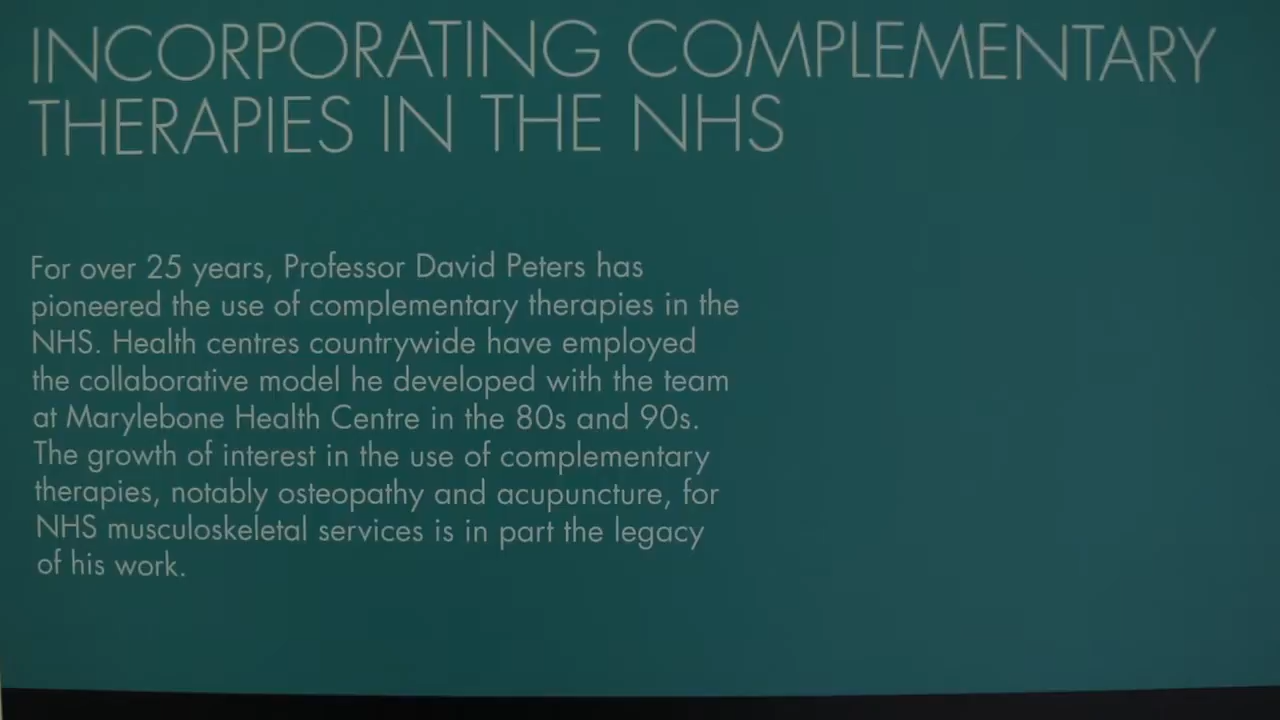 INCORPORATING COMPLEMENTARY
THERAPIES IN THE NHS
For over 25 years, Professor David Peters has
pioneered the use of complementary therapies in the
NHS. Health centres countrywide have employed
the collaborative model he developed with the team
at Marylebone Health Centre in the 80s and 90s.
The growth of interest in the use of complementary
therapies, notably osteopathy and acupuncture, for
NHS musculoskeletal services is in part the legacy
of his work.